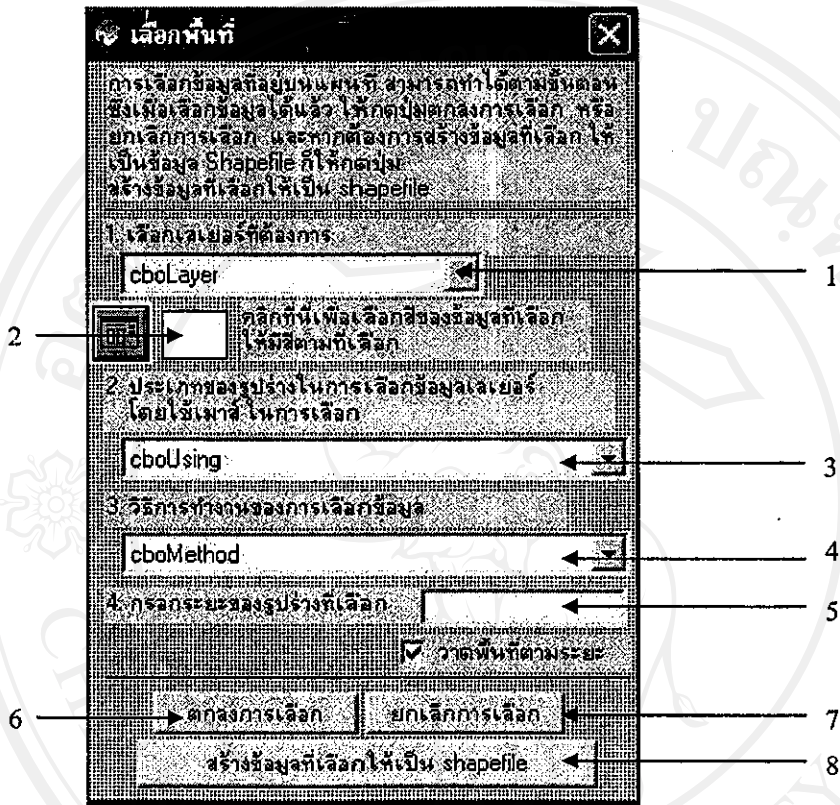 เลือกพื้นที่
การเลือกข้อมูลที่อยู่บนแผนที่ สามารถทำได้ตามขั้นตอน
ซึ่งเมื่อเลือกข้อมูลได้แล้ว ให้กดปุ่มตกลงการเลือก หรือ
ยกเลิกการเลือก และหากต้องการสร้างข้อมูลที่เลือก ให้
เป็นข้อมูล Shapefile ก็ให้กดปุ่ม
สร้างข้อมูลที่เลือกให้เป็น shapefile
1. เลือกเลเยอร์ที่ต้องการ
cboLayer
1
2
คลิกที่นี่เพื่อเลือกสีของข้อมูลที่เลือก
ให้มีสีตามที่เลือก
2. ประเภทของรูปร่างในการเลือกข้อมูลเลเยอร์
โดยใช้เมาส์ ในการเลือก
cboUsing
3
3. วิธีการทำงานของการเลือกข้อมูล
cboMethod
4
4. กรอกระยะของรูปร่างที่เลือก
5
วาดพื้นที่ตามระยะ
6
ตกลงการเลือก
ยกเลิกการเลือก
7
สร้างข้อมูลที่เลือกให้เป็น shapefile
8